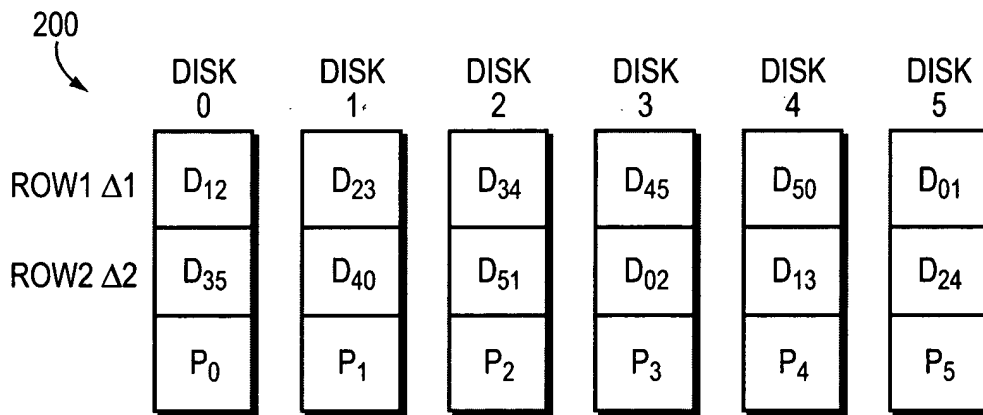 200
DISK DISK DISK DISK DISK DISK
0 1 2 3 4 5
ROW1 Δ1 D₁₂ D₂₃ D₃₄ D₄₅ D₅₀ D₀₁
ROW2 Δ2 D₃₅ D₄₀ D₅₁ D₀₂ D₁₃ D₂₄
P₀ P₁ P₂ P₃ P₄ P₅